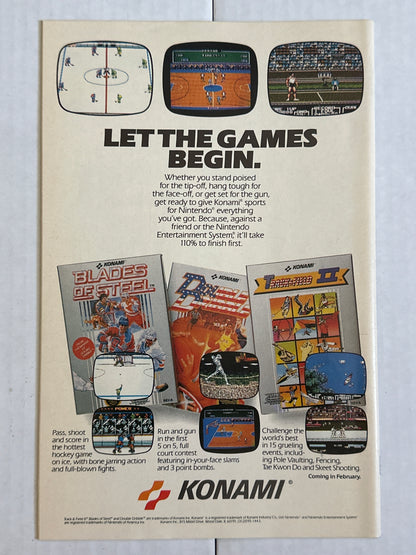 LET THE GAMES
BEGIN.
Whether you stand poised
for the tip-off, hang tough for
the face-off, or get set for the gun,
get ready to give Konami® sports
for Nintendo® everything
you've got. Because, against a
friend or the Nintendo
Entertainment System®, it'll take
110% to finish first.
KONAMI
BLADES
OF STEEL
KONAMI
KONAMI
TRACK & FIELD II
Pass, shoot
and score in
the hottest
hockey game
on ice, with bone jaring action
and full-blown fights.
Run and gun
in the first
5 on 5, full
court contest
featuring in-your-face slams
and 3 point bombs.
Challenge the
world's best
in 15 grueling
events, includ-
ing Pole Vaulting, Fencing,
Tae Kwon Do and Skeet Shooting.
Coming in February.
KONAMI®